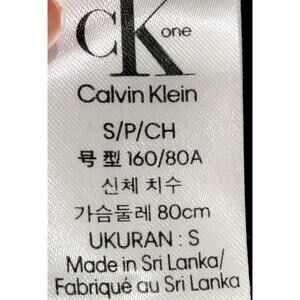 CK one
Calvin Klein
S/P/CH
号型 160/80A
신체 치수
가슴둘레 80cm
UKURAN : S
Made in Sri Lanka/
Fabriqué au Sri Lanka